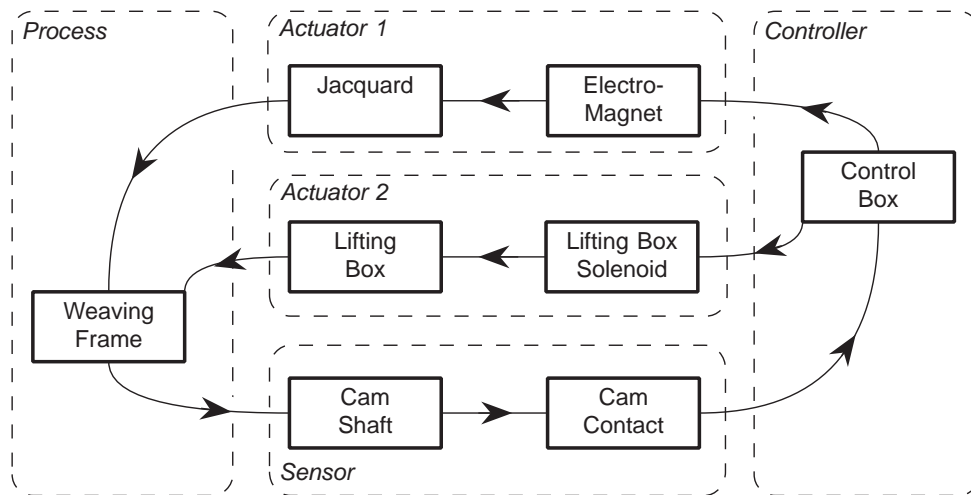 Process
Actuator 1
Controller
Jacquard
Electro-
Magnet
Control
Box
Actuator 2
Lifting
Box
Lifting Box
Solenoid
Weaving
Frame
Cam
Shaft
Cam
Contact
Sensor